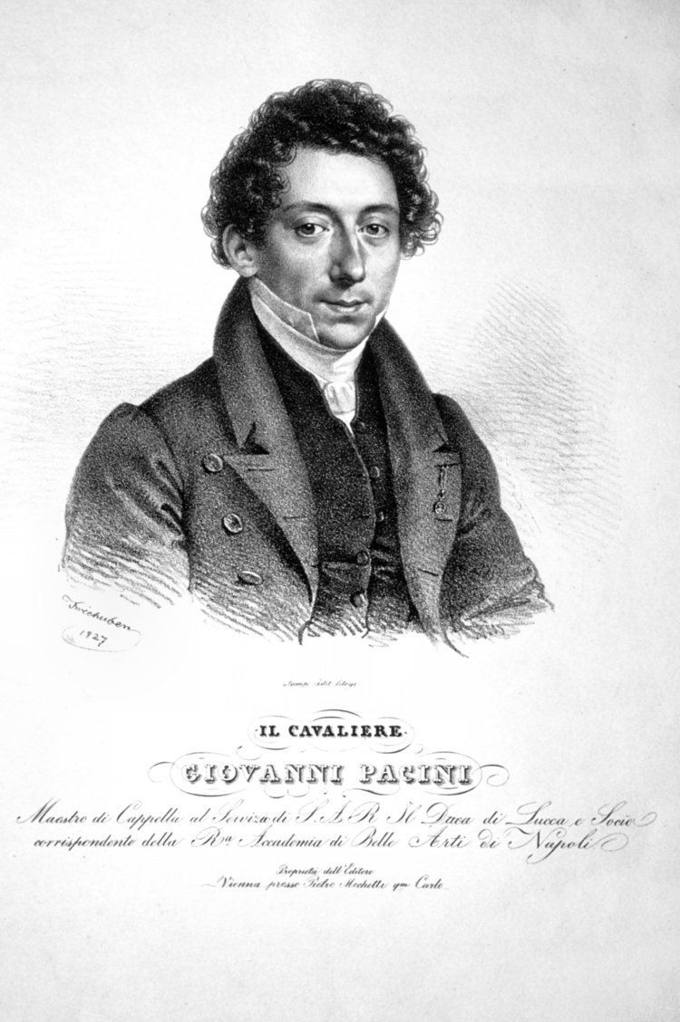 1827
IL CAVALIERE
GIOVANNI PACINI
Maestro di Cappella al Servizio di S. A. R. Il Duca di Lucca e Socio
corrispondente della R.a Accademia di Belle Arti di Napoli
Proprietà dell'Editore
Vienna presso Pietro Mechetti qm Carlo